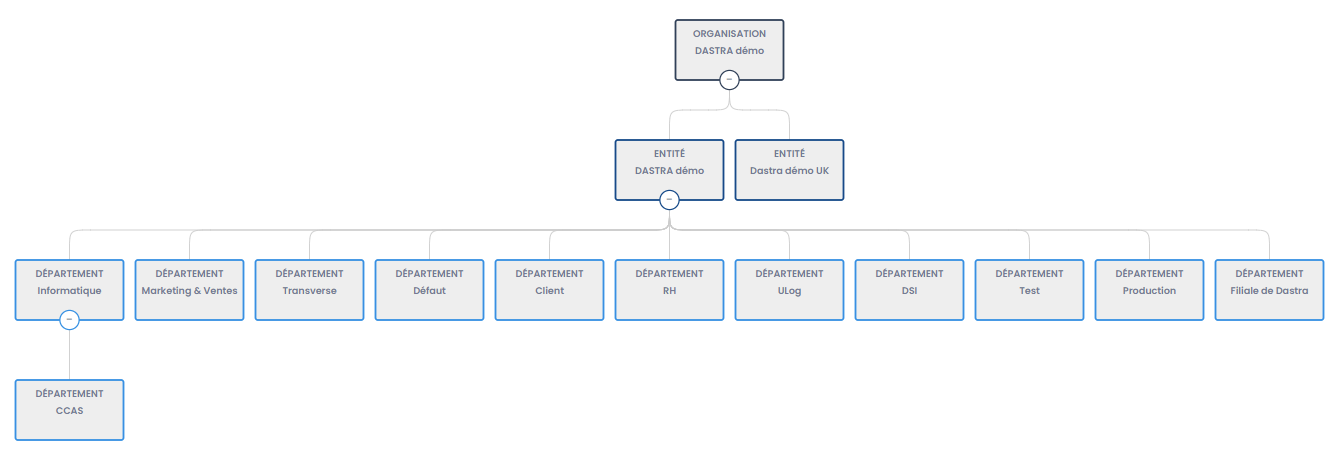 ORGANISATION
DASTRA démo
ENTITÉ
DASTRA démo
ENTITÉ
Dastra démo UK
DÉPARTEMENT
Informatique
DÉPARTEMENT
Marketing & Ventes
DÉPARTEMENT
Transverse
DÉPARTEMENT
Défaut
DÉPARTEMENT
Client
DÉPARTEMENT
RH
DÉPARTEMENT
ULog
DÉPARTEMENT
DSI
DÉPARTEMENT
Test
DÉPARTEMENT
Production
DÉPARTEMENT
Filiale de Dastra
DÉPARTEMENT
CCAS